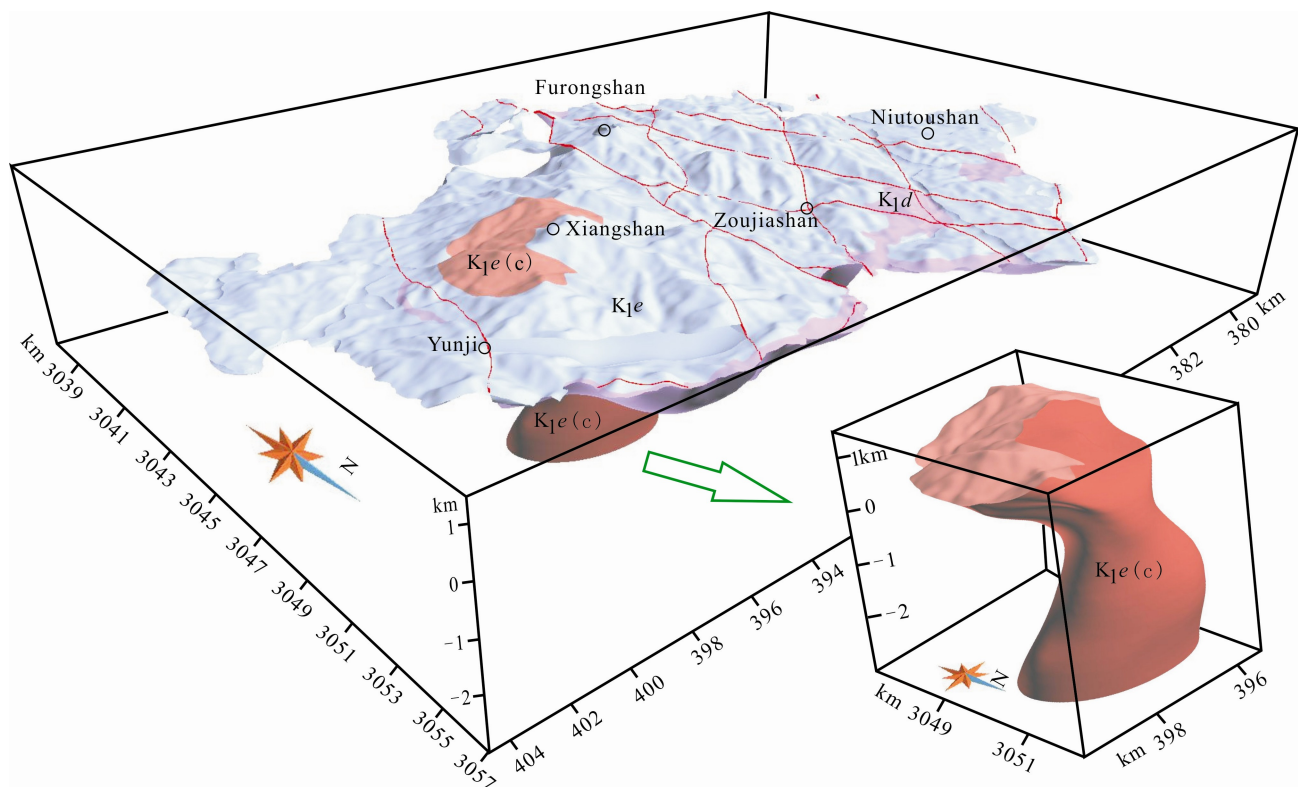 Furongshan
Niutoushan
K₁d
Zoujiashan
Xiangshan
K₁e(c)
K₁e
Yunji
K₁e(c)
380 km
382
394
396
398
400
402
404
km 3039
3041
3043
3045
3047
3049
3051
3053
3055
3057
N
km
1
0
-1
-2
1km
0
-1
-2
K₁e(c)
N
km 3049
3051
km 398
396